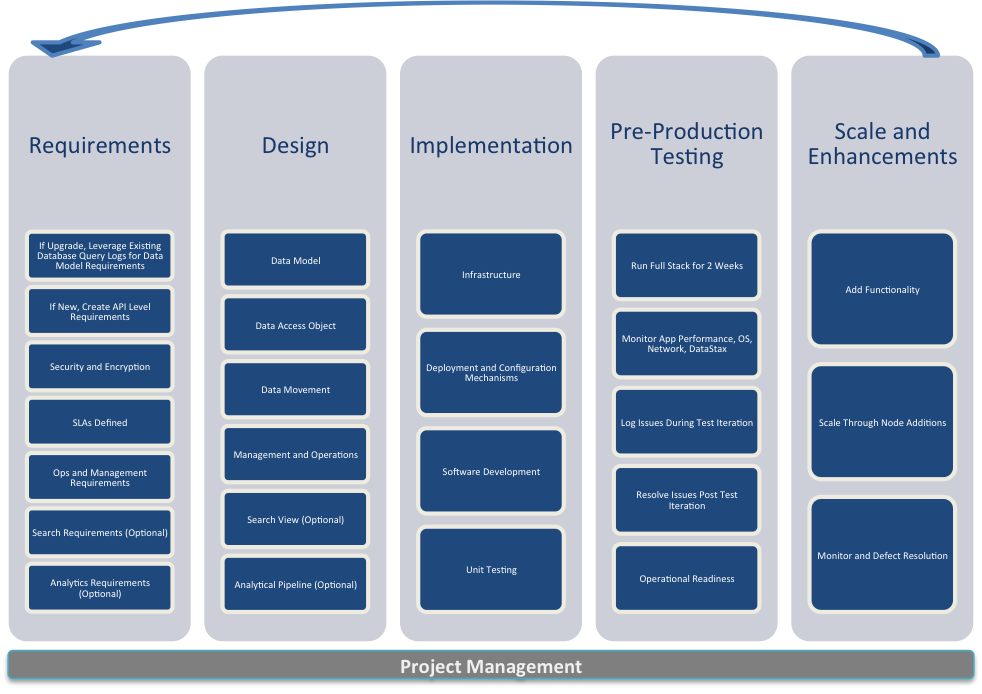 Requirements
If Upgrade, Leverage Existing
Database Query Logs for Data
Model Requirements
If New, Create API Level
Requirements
Security and Encryption
SLAs Defined
Ops and Management
Requirements
Search Requirements (Optional)
Analytics Requirements
(Optional)
Design
Data Model
Data Access Object
Data Movement
Management and Operations
Search View (Optional)
Analytical Pipeline (Optional)
Implementation
Infrastructure
Deployment and Configuration
Mechanisms
Software Development
Unit Testing
Pre-Production
Testing
Run Full Stack for 2 Weeks
Monitor App Performance, OS,
Network, DataStax
Log Issues During Test Iteration
Resolve Issues Post Test
Iteration
Operational Readiness
Scale and
Enhancements
Add Functionality
Scale Through Node Additions
Monitor and Defect Resolution
Project Management